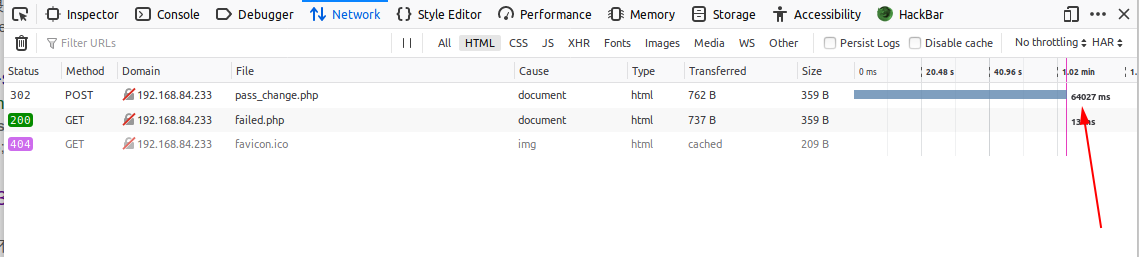 Inspector Console Debugger Network Style Editor Performance Memory Storage Accessibility HackBar
Filter URLs All HTML CSS JS XHR Fonts Images Media WS Other Persist Logs Disable cache No throttling HAR
Status Method Domain File Cause Type Transferred Size 0 ms 20.48 s 40.96 s 1.02 min 1.
302 POST 192.168.84.233 pass_change.php document html 762 B 359 B 64027 ms
200 GET 192.168.84.233 failed.php document html 737 B 359 B
404 GET 192.168.84.233 favicon.ico img html cached 209 B